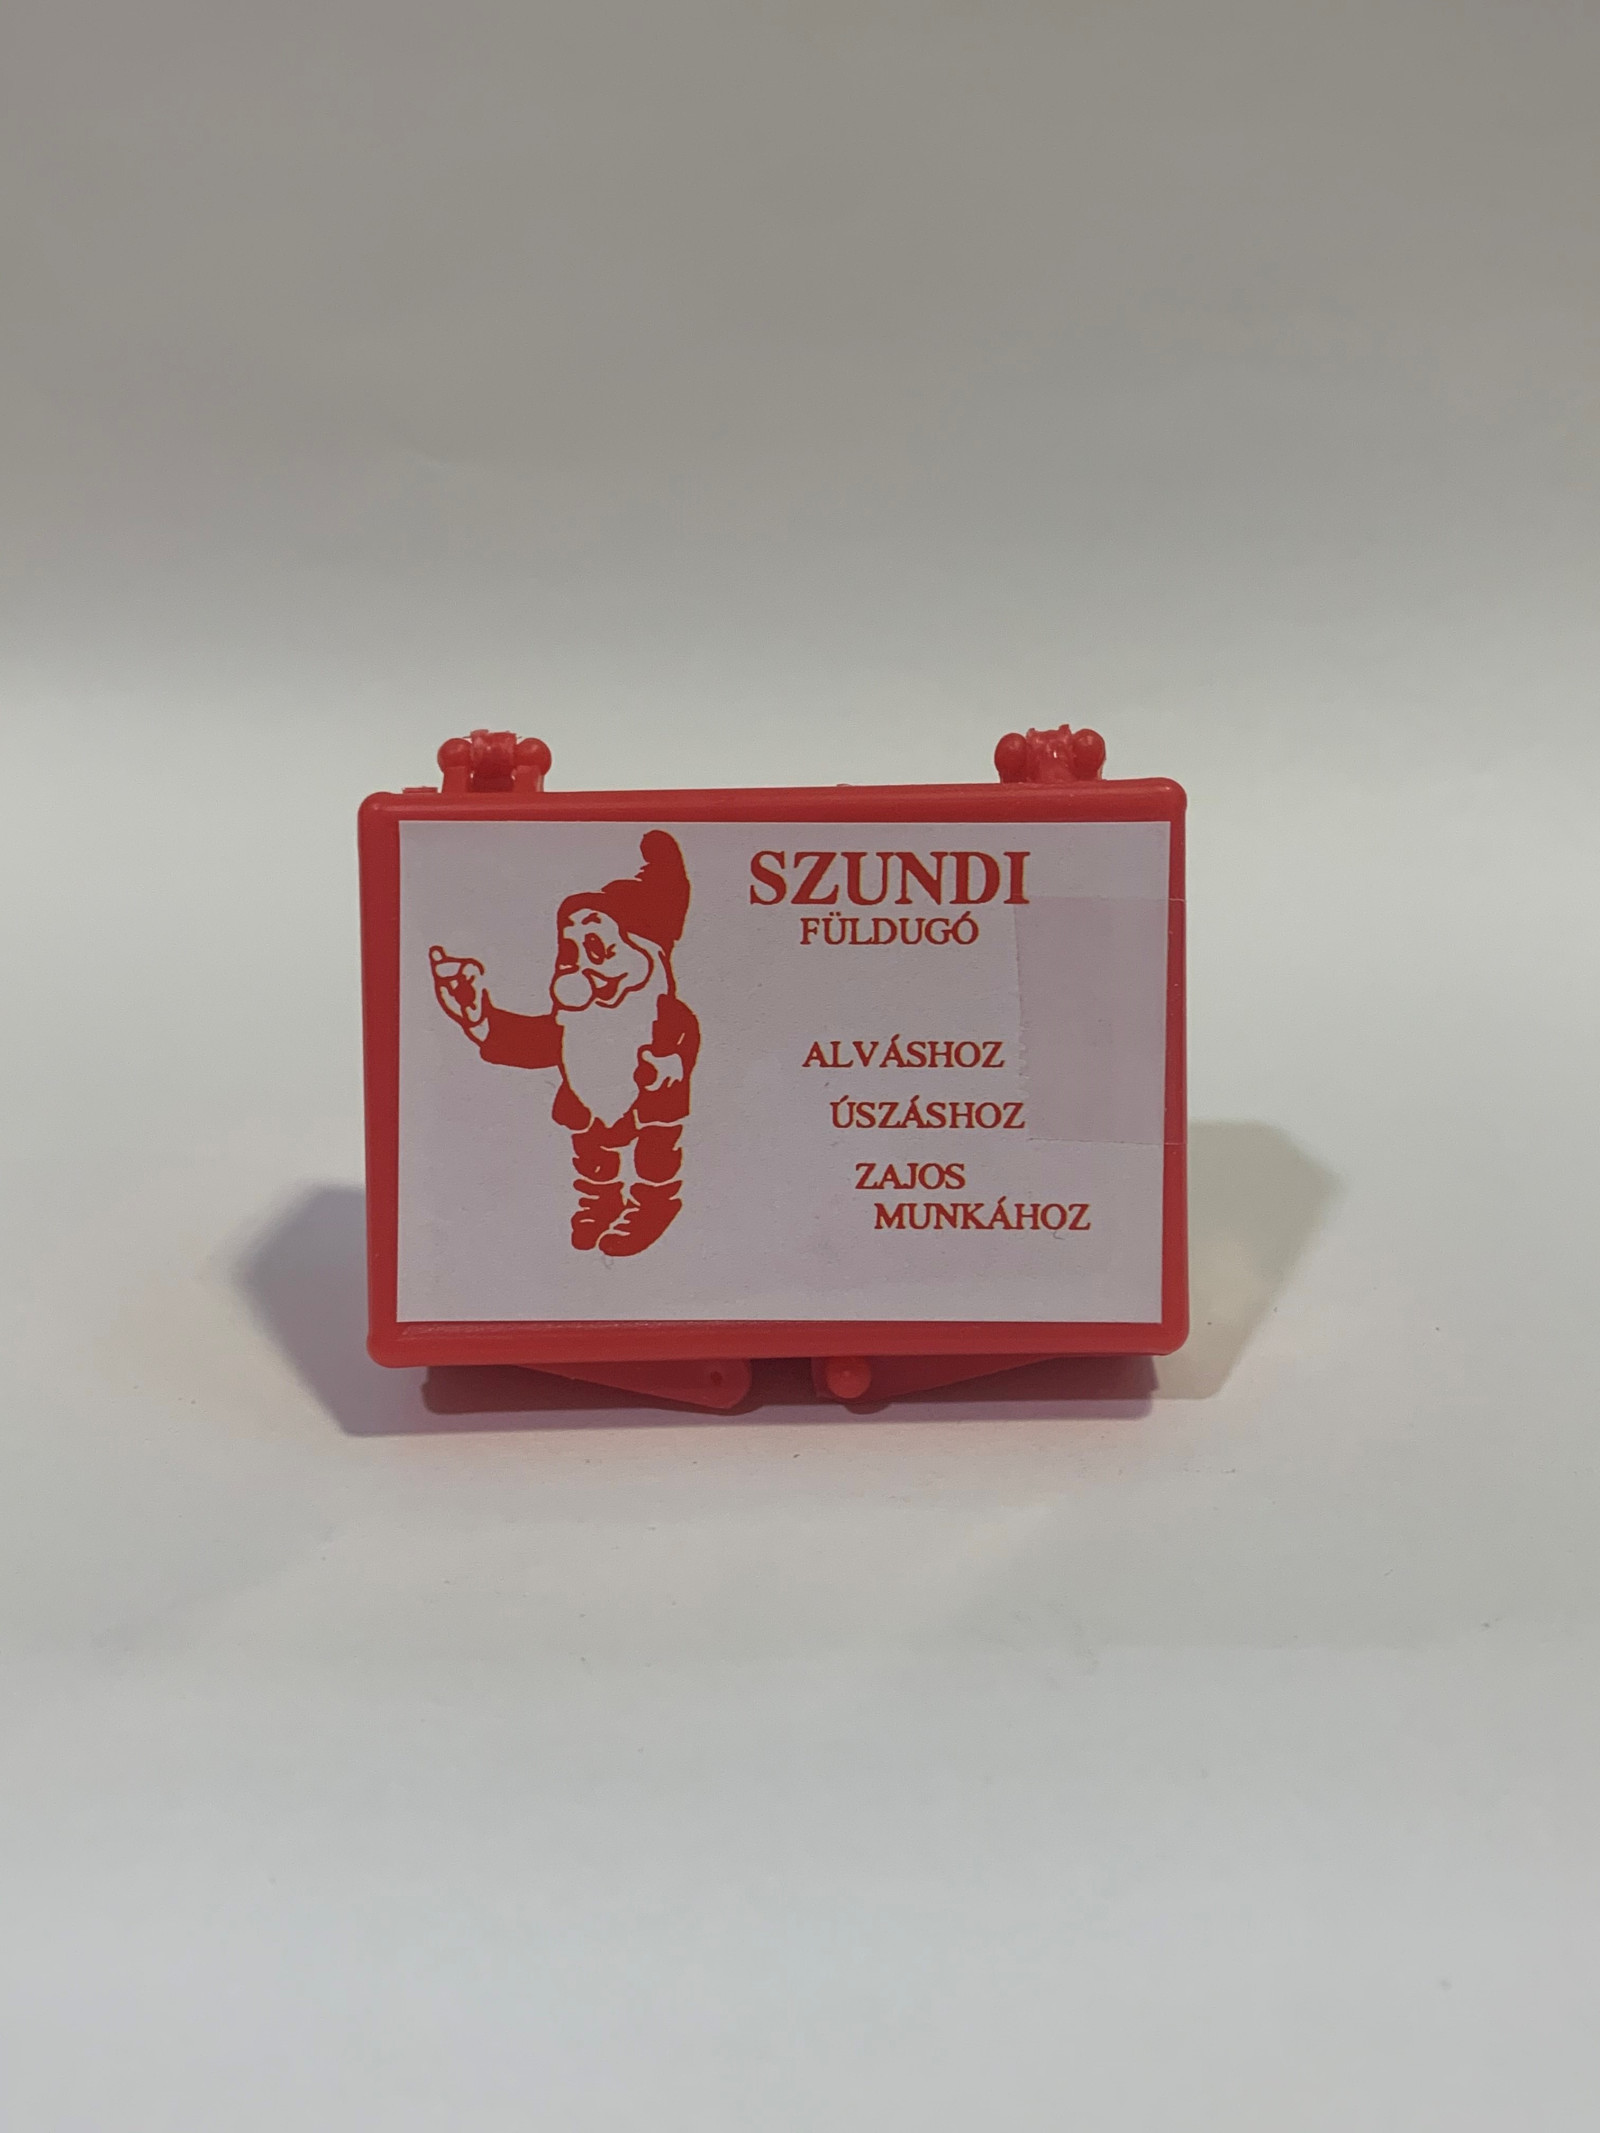 SZUNDI
FÜLDUGÓ
ALVÁSHOZ
ÚSZÁSHOZ
ZAJOS
MUNKÁHOZ